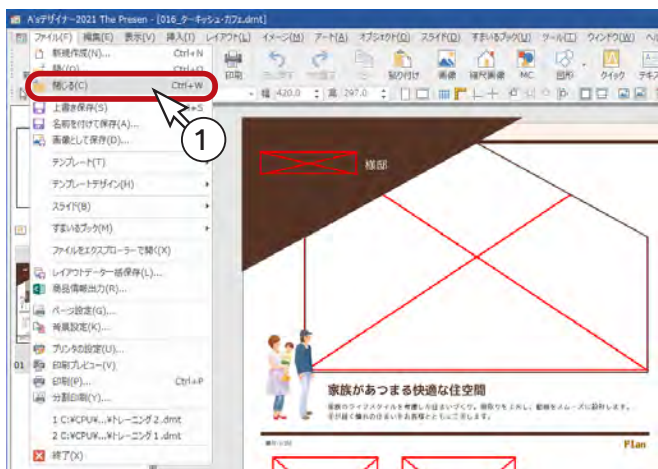 A'sデザイナー2021 The Presen - [016_ターキッシュ・カフェ.dmt]
ファイル(F) 編集(E) 表示(V) 挿入(I) レイアウト(L) イメージ(M) アート(A) オブジェクト(O) スライド(D) すまいるブック(U) ツール(T) ウィンドウ(W)
新規作成(N)... Ctrl+N
印刷 貼り付け 画像 縮尺画像 MC 図形 クイック
閉じる(C) Ctrl+W
幅 420.0 高 297.0
上書き保存(S)
名前を付けて保存(A)...
画像として保存(D)...
1
様邸
テンプレート(T)
テンプレートデザイン(H)
スライド(B)
すまいるブック(M)
ファイルをエクスプローラーで開く(X)
レイアウトデータ一括保存(L)...
商品情報出力(R)...
ページ設定(G)...
背景設定(K)...
プリンタの設定(U)...
印刷プレビュー(V)
01
印刷(P)... Ctrl+P
分割印刷(Y)...
家族があつまる快適な住空間
1 C:¥CPU¥...¥トレーニング2.dmt
2 C:¥CPU¥...¥トレーニング1.dmt
Plan
終了(X)